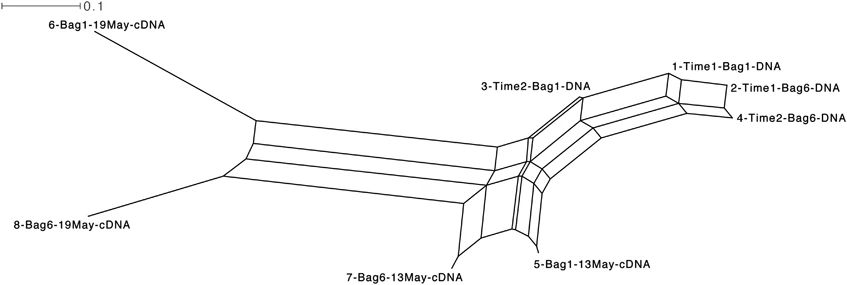 0.1
6-Bag1-19May-cDNA
1-Time1-Bag1-DNA
3-Time2-Bag1-DNA
2-Time1-Bag6-DNA
4-Time2-Bag6-DNA
8-Bag6-19May-cDNA
5-Bag1-13May-cDNA
7-Bag6-13May-cDNA